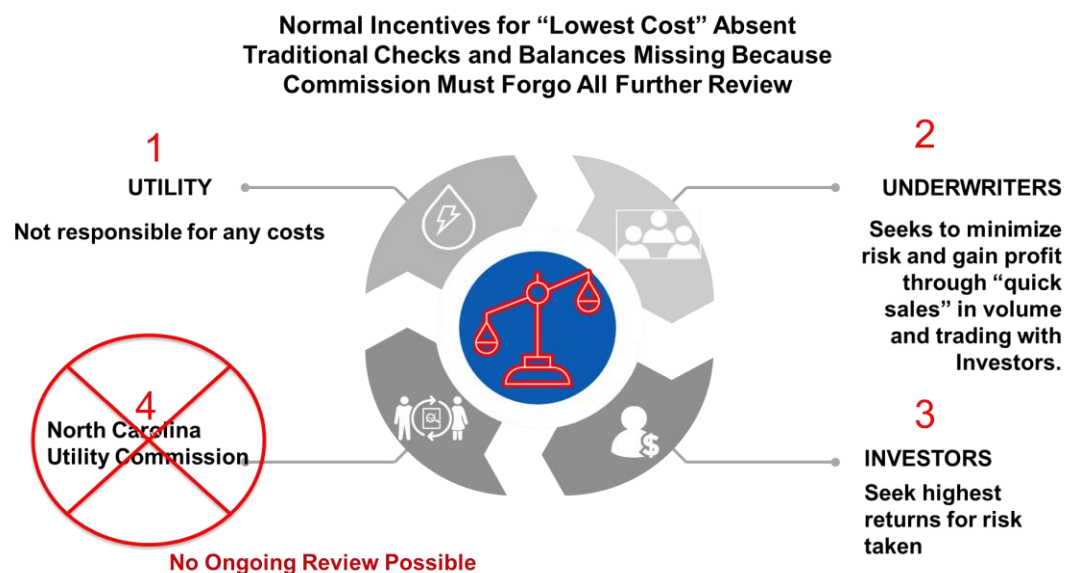 Normal Incentives for “Lowest Cost” Absent
Traditional Checks and Balances Missing Because
Commission Must Forgo All Further Review
1
UTILITY
Not responsible for any costs
2
UNDERWRITERS
Seeks to minimize
risk and gain profit
through “quick
sales” in volume
and trading with
Investors.
3
INVESTORS
Seek highest
returns for risk
taken
4
North Carolina
Utility Commission
No Ongoing Review Possible